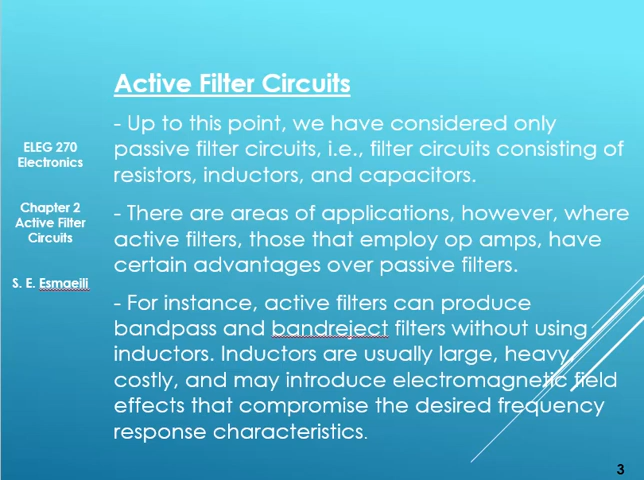 Active Filter Circuits
- Up to this point, we have considered only
passive filter circuits, i.e., filter circuits consisting of
resistors, inductors, and capacitors.
- There are areas of applications, however, where
active filters, those that employ op amps, have
certain advantages over passive filters.
- For instance, active filters can produce
bandpass and bandreject filters without using
inductors. Inductors are usually large, heavy,
costly, and may introduce electromagnetic field
effects that compromise the desired frequency
response characteristics.
ELEG 270
Electronics
Chapter 2
Active Filter
Circuits
S. E. Esmaeili
3